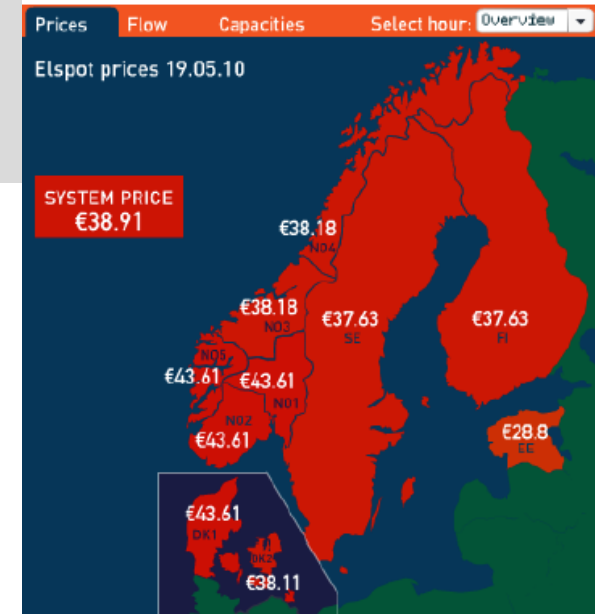 Prices Flow Capacities Select hour: Overview
Elspot prices 19.05.10
SYSTEM PRICE
€38.91
€38.18
NO4
€38.18
NO3
€37.63
SE
€37.63
FI
NO5
€43.61
€43.61
NO1
NO2
€43.61
€28.8
EE
€43.61
DK1
DK2
€38.11